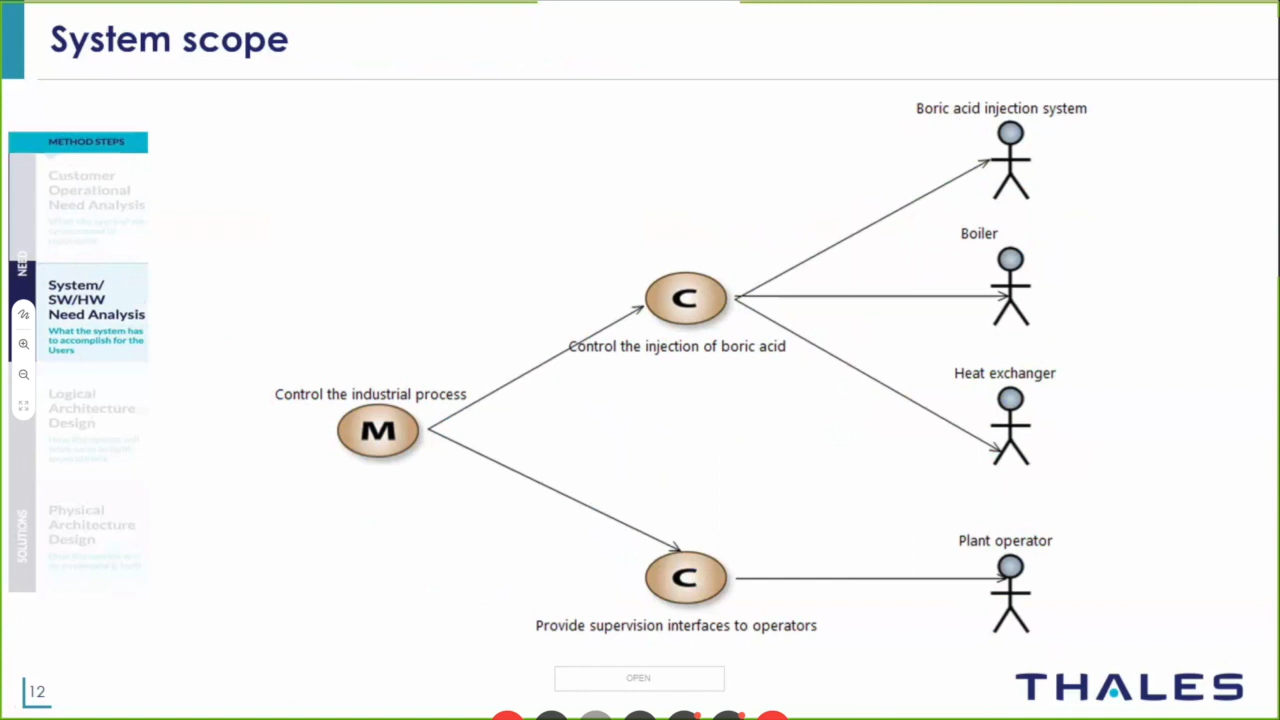 System scope
METHOD STEPS
NEED
Customer
Operational
Need Analysis
System/
SW/HW
Need Analysis
What the system has
to accomplish for the
Users
Logical
Architecture
Design
SOLUTIONS
Physical
Architecture
Design
Control the industrial process
M
C
Control the injection of boric acid
C
Provide supervision interfaces to operators
Boric acid injection system
Boiler
Heat exchanger
Plant operator
OPEN
12
THALES